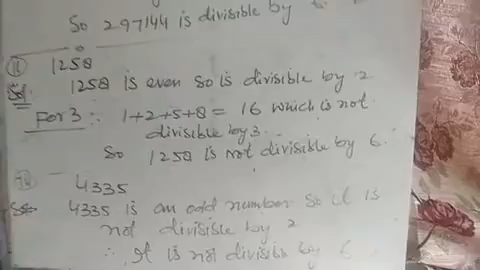 So 297144 is divisible by 6.
1258
Sol 1258 is even so is divisible by 2
For 3 :. 1+2+5+8 = 16 which is not
divisible by 3.
So 1258 is not divisible by 6.
4335
4335 is an odd number so it is
not divisible by 2
∴ It is not divisible by 6